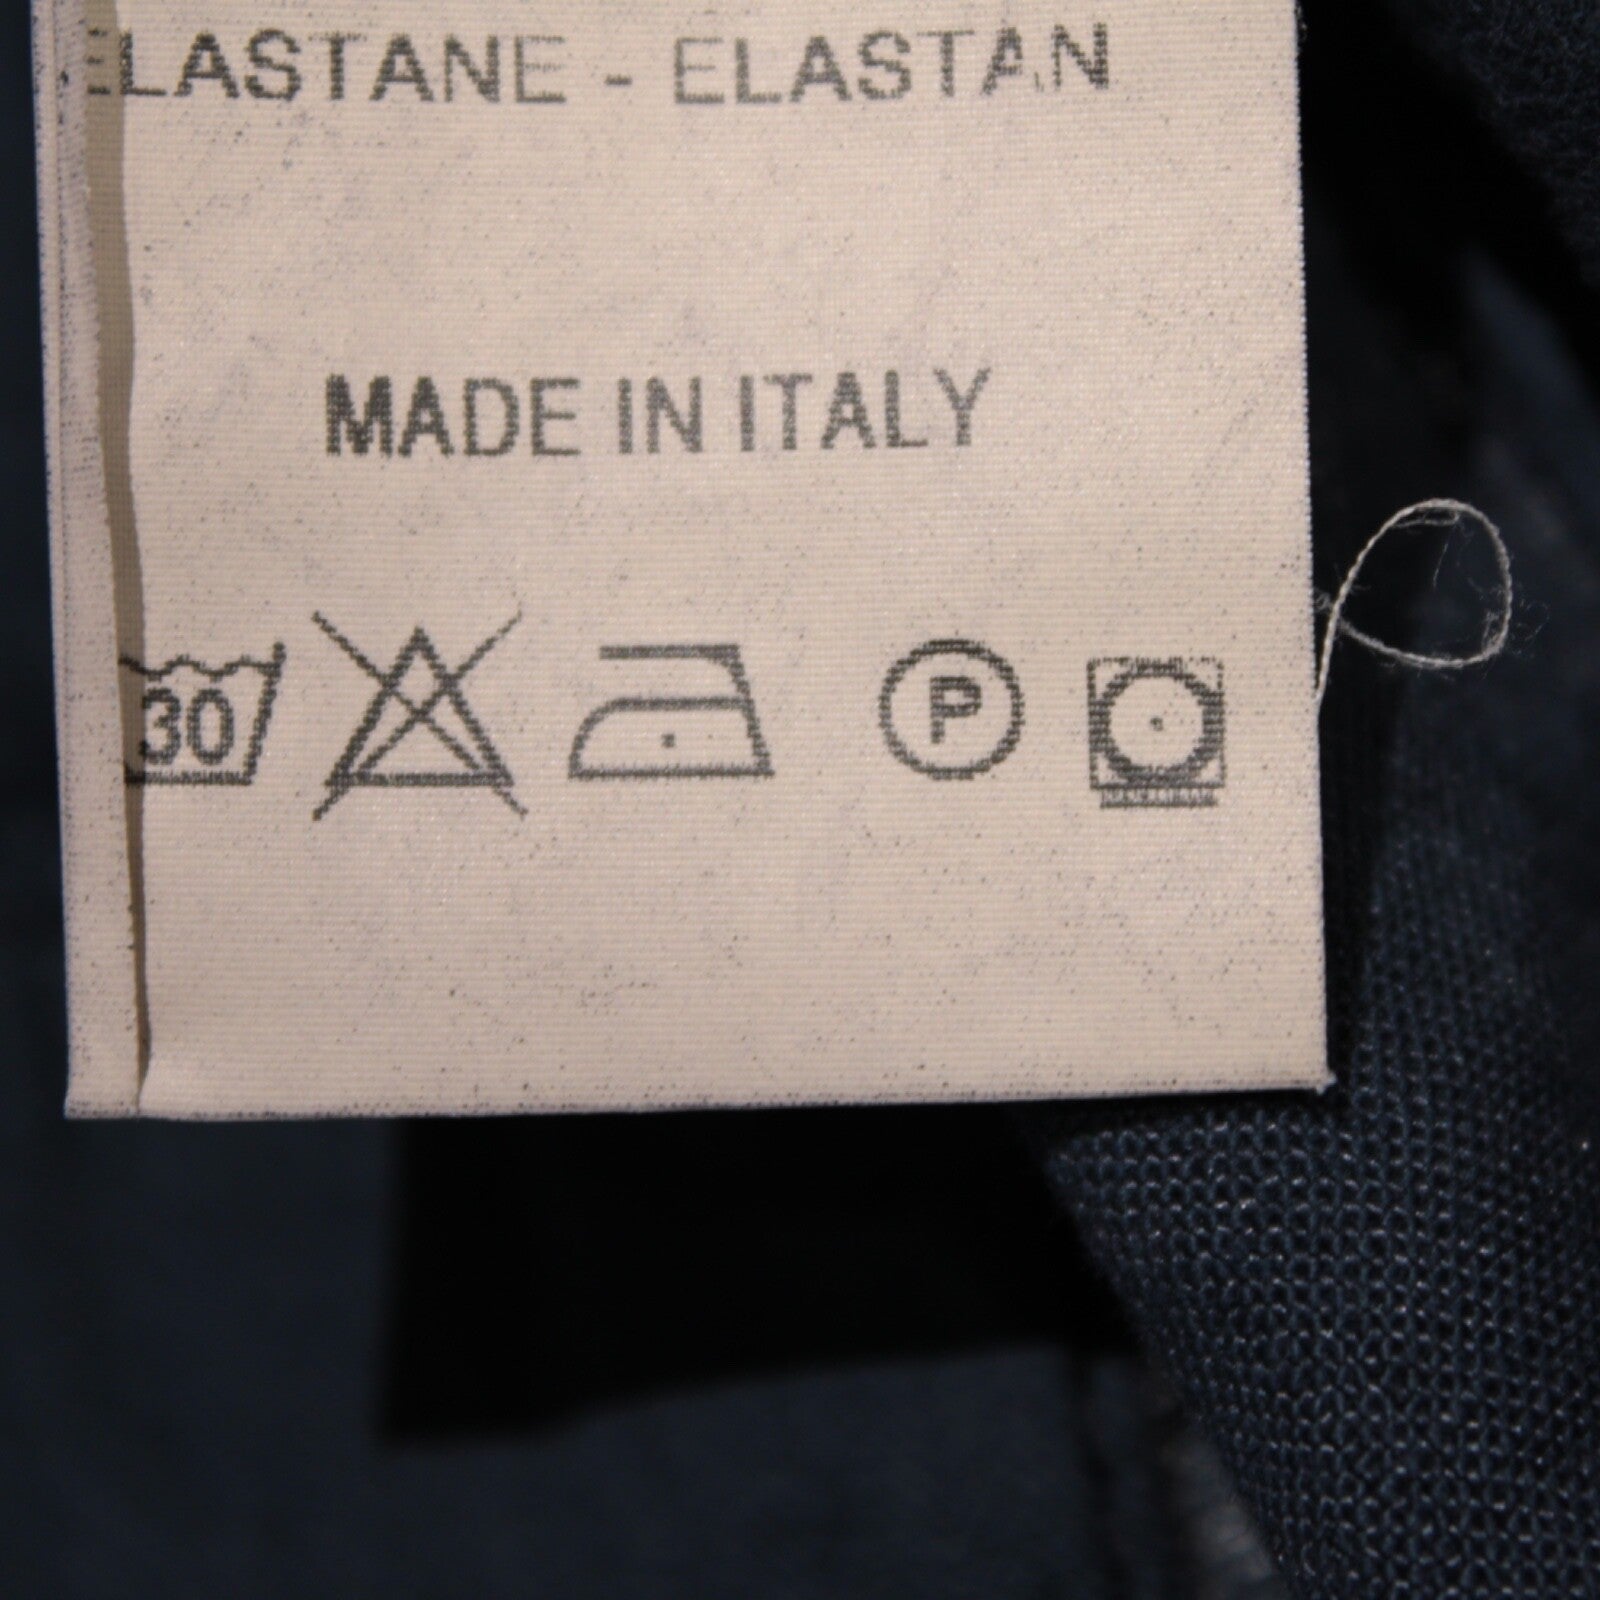 ELASTANE - ELASTAN
MADE IN ITALY
30 P